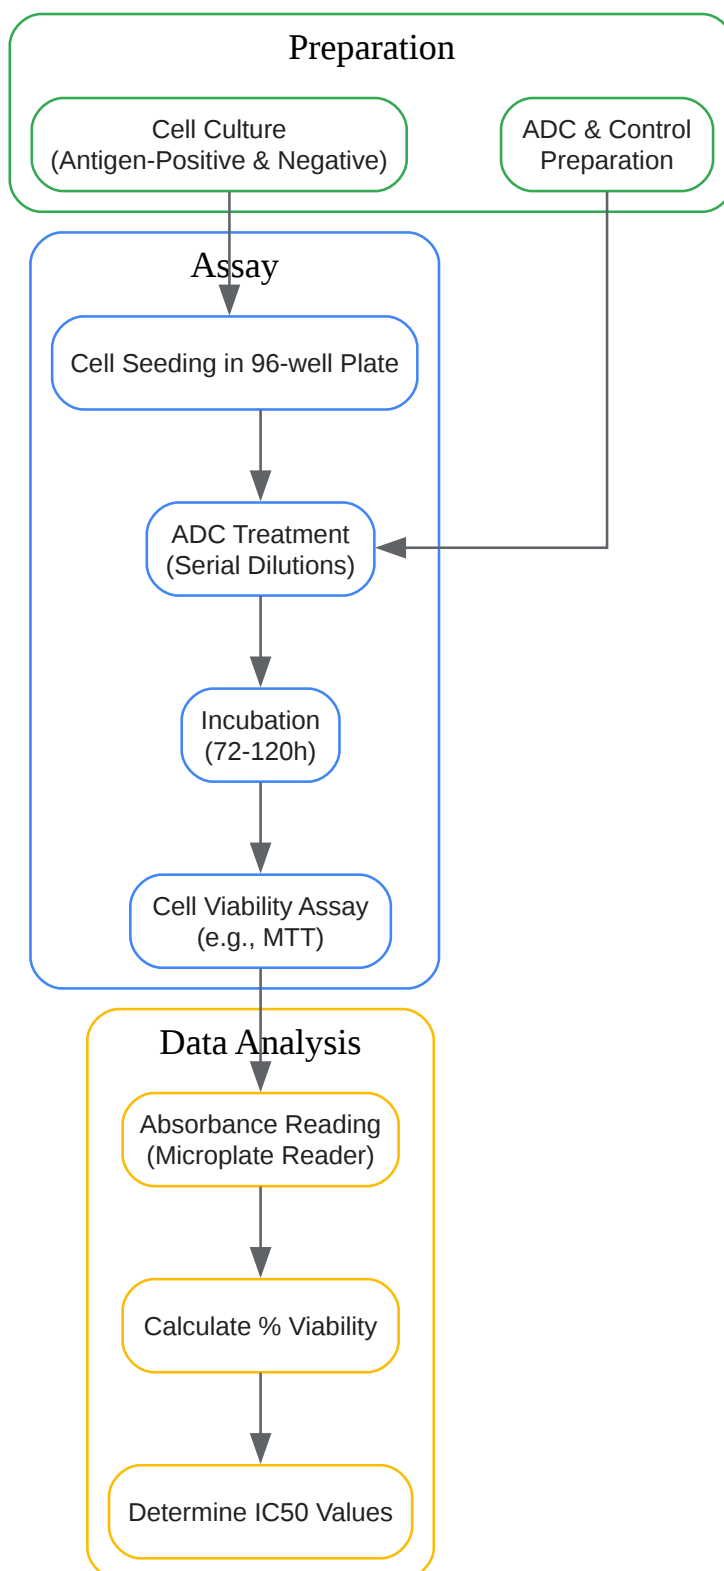 Preparation
Cell Culture
(Antigen-Positive & Negative)
ADC & Control
Preparation
Assay
Cell Seeding in 96-well Plate
ADC Treatment
(Serial Dilutions)
Incubation
(72-120h)
Cell Viability Assay
(e.g., MTT)
Data Analysis
Absorbance Reading
(Microplate Reader)
Calculate % Viability
Determine IC50 Values